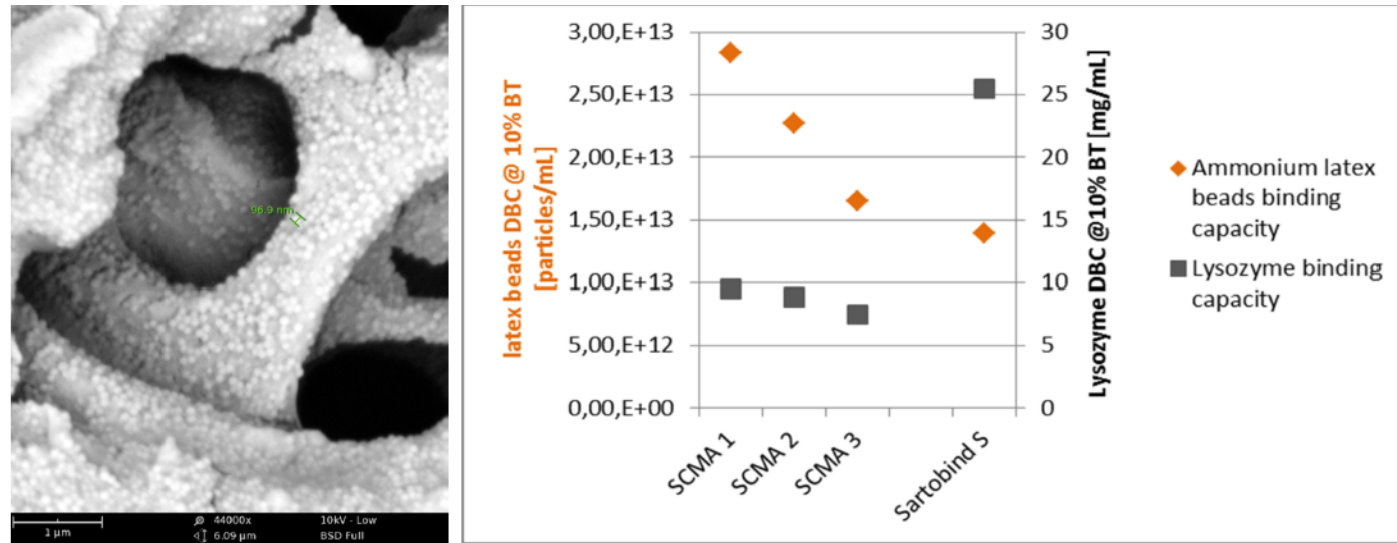 96.9 nm
1 µm
44000x
6.09 µm
10kV - Low
BSD Full
latex beads DBC @ 10% BT
[particles/mL]
3,00,E+13
2,50,E+13
2,00,E+13
1,50,E+13
1,00,E+13
5,00,E+12
0,00,E+00
SCMA 1
SCMA 2
SCMA 3
Sartobind S
30
25
20
15
10
5
0
Lysozyme DBC @10% BT [mg/mL]
Ammonium latex
beads binding
capacity
Lysozyme binding
capacity